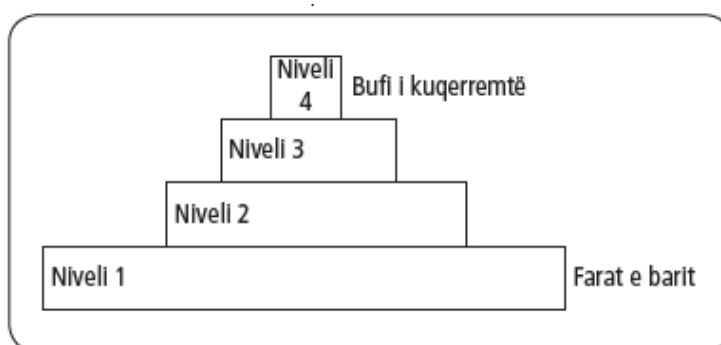 Niveli
4
Bufi i kuqerremtë
Niveli 3
Niveli 2
Niveli 1
Farat e barit